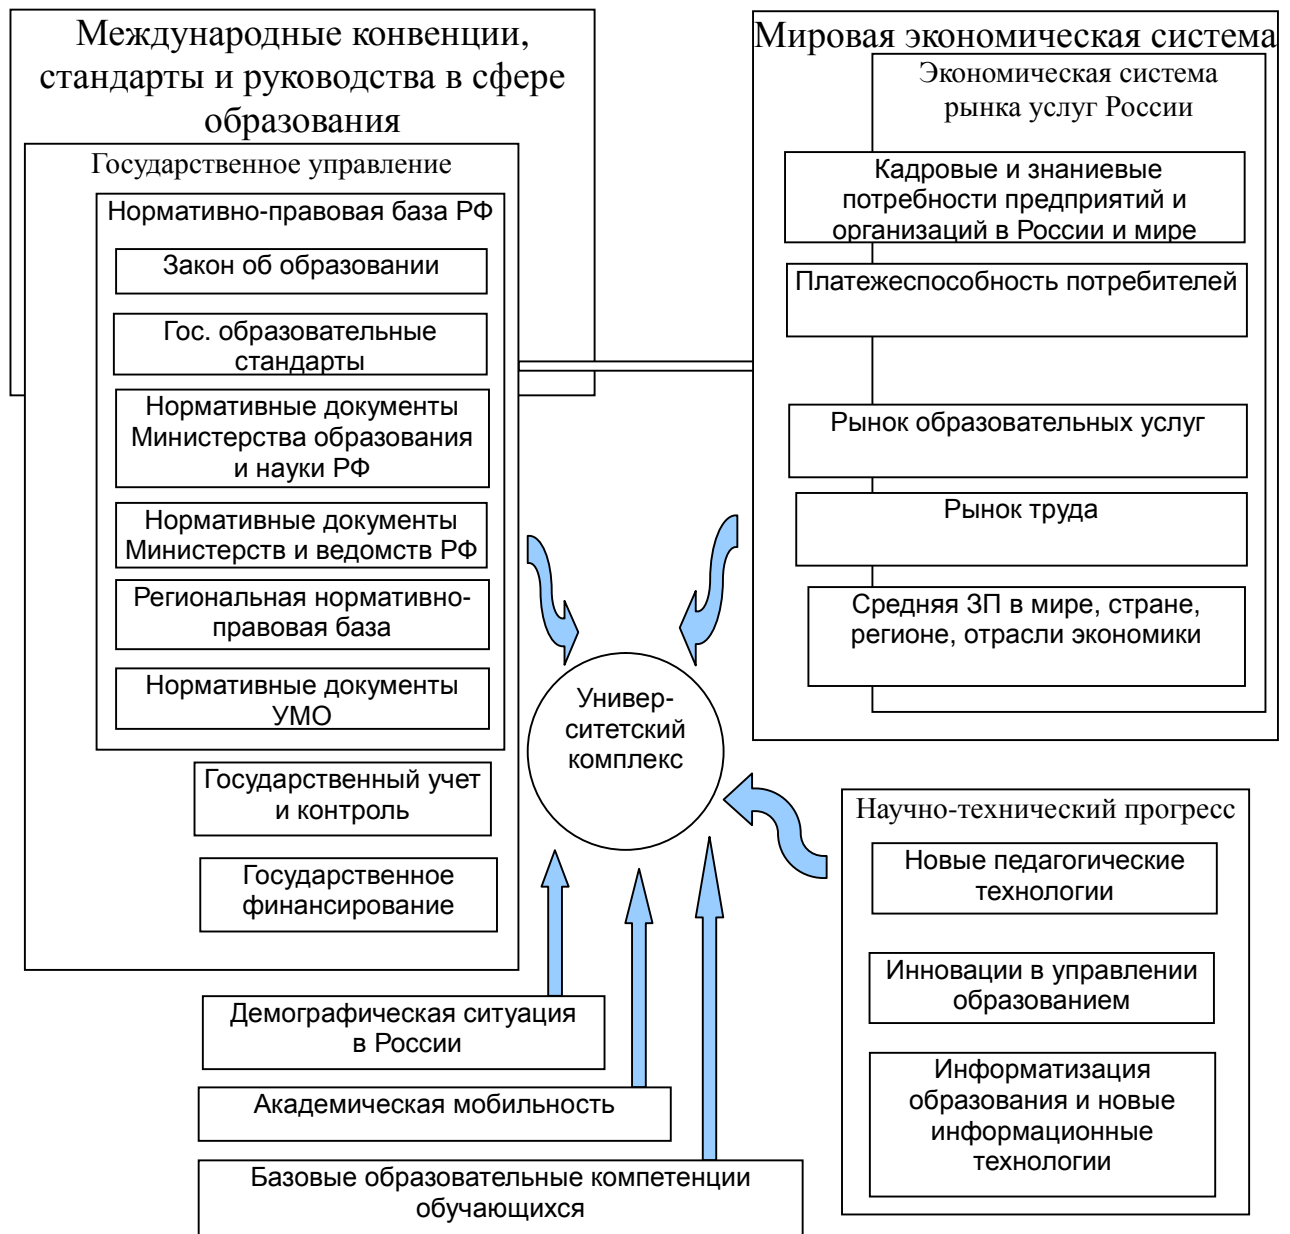 Международные конвенции,
стандарты и руководства в сфере
образования
Государственное управление
Нормативно-правовая база РФ
Закон об образовании
Гос. образовательные
стандарты
Нормативные документы
Министерства образования
и науки РФ
Нормативные документы
Министерств и ведомств РФ
Региональная нормативно-
правовая база
Нормативные документы
УМО
Государственный учет
и контроль
Государственное
финансирование
Мировая экономическая система
Экономическая система
рынка услуг России
Кадровые и знаниевые
потребности предприятий и
организаций в России и мире
Платежеспособность потребителей
Рынок образовательных услуг
Рынок труда
Средняя ЗП в мире, стране,
регионе, отрасли экономики
Универ-
ситетский
комплекс
Научно-технический прогресс
Новые педагогические
технологии
Инновации в управлении
образованием
Информатизация
образования и новые
информационные
технологии
Демографическая ситуация
в России
Академическая мобильность
Базовые образовательные компетенции
обучающихся